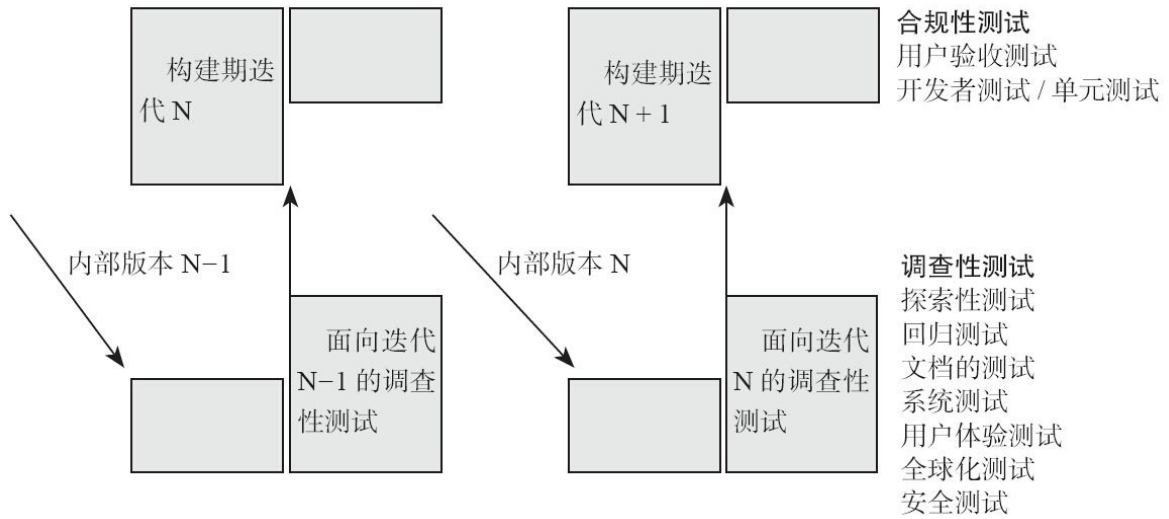 构建期迭
代 N
构建期迭
代 N + 1
合规性测试
用户验收测试
开发者测试 / 单元测试
内部版本 N−1
内部版本 N
面向迭代
N−1 的调查
性测试
面向迭代
N 的调查性
测试
调查性测试
探索性测试
回归测试
文档的测试
系统测试
用户体验测试
全球化测试
安全测试